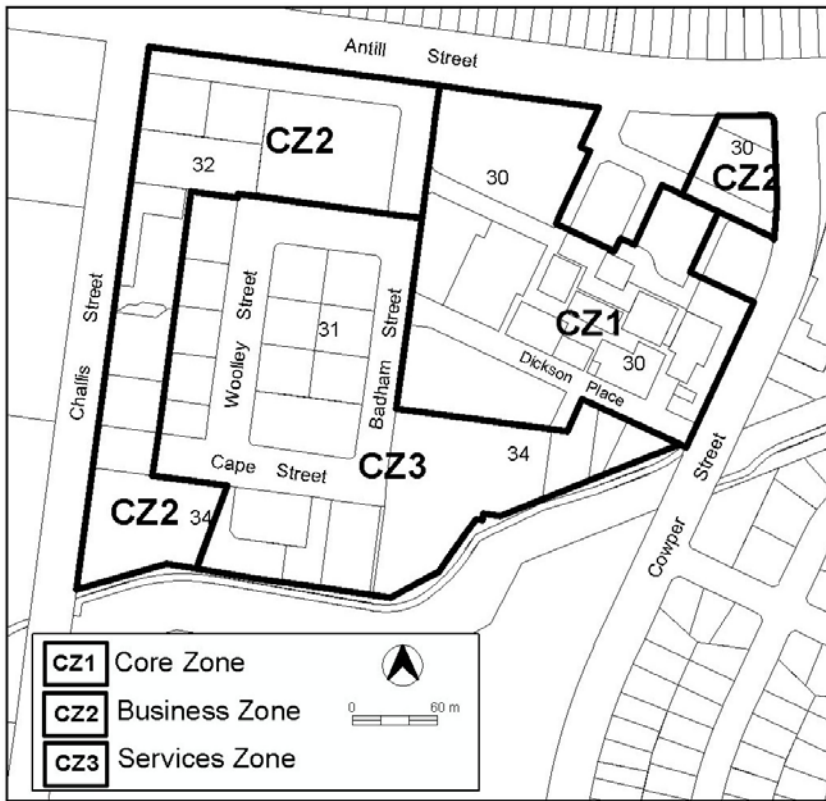 Antill Street
CZ2
32
30
30
CZ2
Challis Street
Woolley Street
31
Badham Street
CZ1
30
Dickson Place
Cape Street
CZ3
34
CZ2
34
Cowper Street
CZ1 Core Zone
CZ2 Business Zone
CZ3 Services Zone
0 60 m